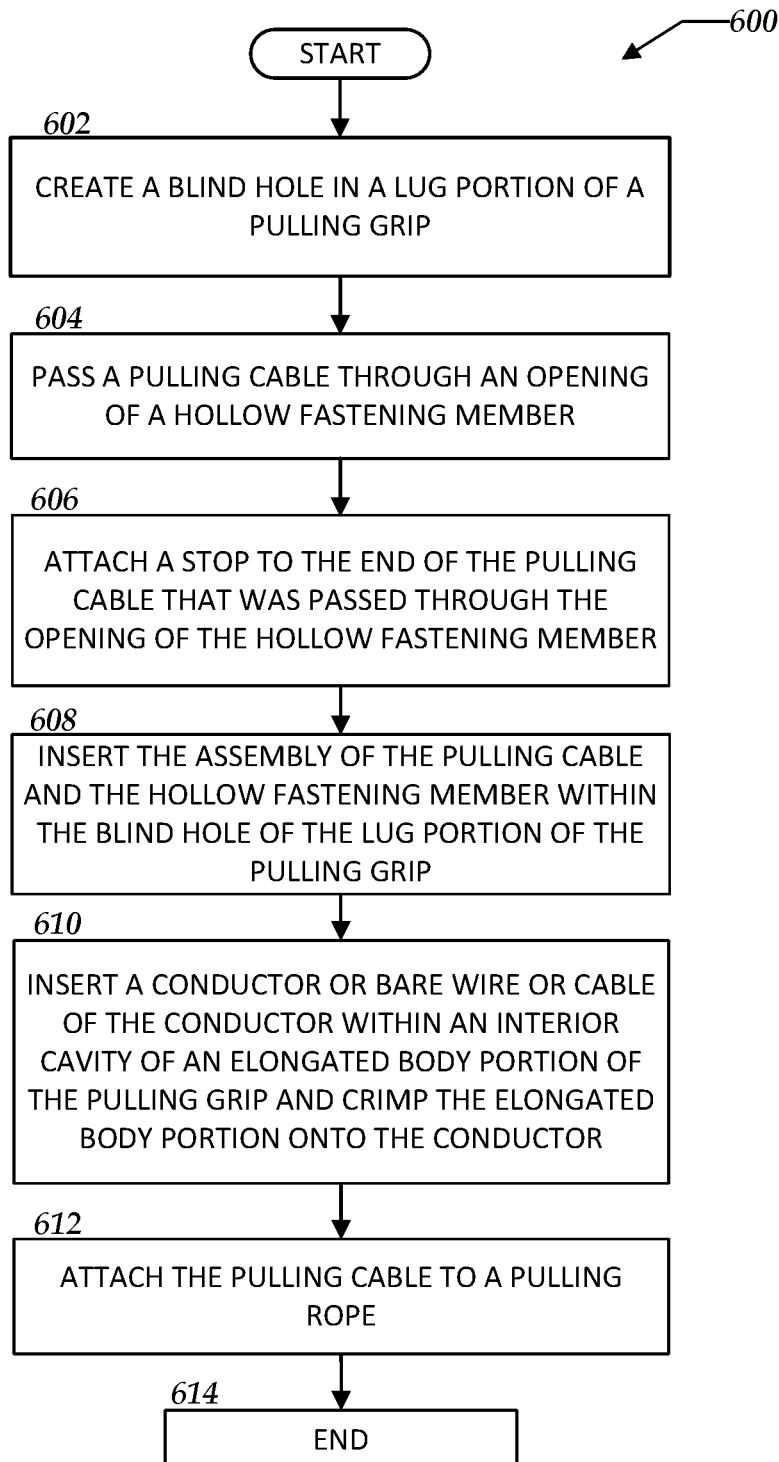 600
START
602
CREATE A BLIND HOLE IN A LUG PORTION OF A
PULLING GRIP
604
PASS A PULLING CABLE THROUGH AN OPENING
OF A HOLLOW FASTENING MEMBER
606
ATTACH A STOP TO THE END OF THE PULLING
CABLE THAT WAS PASSED THROUGH THE
OPENING OF THE HOLLOW FASTENING MEMBER
608
INSERT THE ASSEMBLY OF THE PULLING CABLE
AND THE HOLLOW FASTENING MEMBER WITHIN
THE BLIND HOLE OF THE LUG PORTION OF THE
PULLING GRIP
610
INSERT A CONDUCTOR OR BARE WIRE OR CABLE
OF THE CONDUCTOR WITHIN AN INTERIOR
CAVITY OF AN ELONGATED BODY PORTION OF
THE PULLING GRIP AND CRIMP THE ELONGATED
BODY PORTION ONTO THE CONDUCTOR
612
ATTACH THE PULLING CABLE TO A PULLING
ROPE
614
END